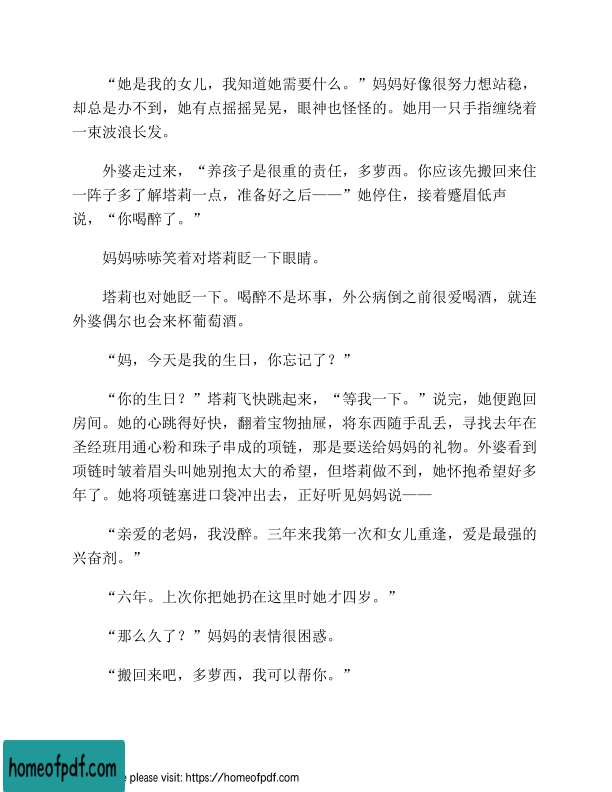 “她是我的女儿，我知道她需要什么。”妈妈好像很努力想站稳，
却总是办不到，她有点摇摇晃晃，眼神也怪怪的。她用一只手指缠绕着
一束波浪长发。
外婆走过来，“养孩子是很重的责任，多萝西。你应该先搬回来住
一阵子多了解塔莉一点，准备好之后——”她停住，接着蹙眉低声
说，“你喝醉了。”
妈妈哧哧笑着对塔莉眨一下眼睛。
塔莉也对她眨一下。喝醉不是坏事，外公病倒之前很爱喝酒，就连
外婆偶尔也会来杯葡萄酒。
“妈，今天是我的生日，你忘记了？”
“你的生日？”塔莉飞快跳起来，“等我一下。”说完，她便跑回
房间。她的心跳得好快，翻着宝物抽屉，将东西随手乱丢，寻找去年在
圣经班用通心粉和珠子串成的项链，那是要送给妈妈的礼物。外婆看到
项链时皱着眉头叫她别抱太大的希望，但塔莉做不到，她怀抱希望好多
年了。她将项链塞进口袋冲出去，正好听见妈妈说——
“亲爱的老妈，我没醉。三年来我第一次和女儿重逢，爱是最强的
兴奋剂。”
“六年。上次你把她扔在这里时她才四岁。”
“那么久了？”妈妈的表情很困惑。
“搬回来吧，多萝西，我可以帮你。”
homeofpdf.com
e please visit: https://homeofpdf.com